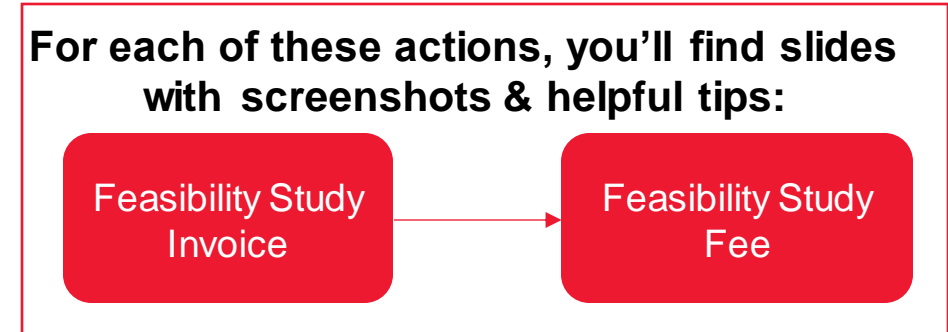 For each of these actions, you’ll find slides
with screenshots & helpful tips:
Feasibility Study
Invoice
Feasibility Study
Fee